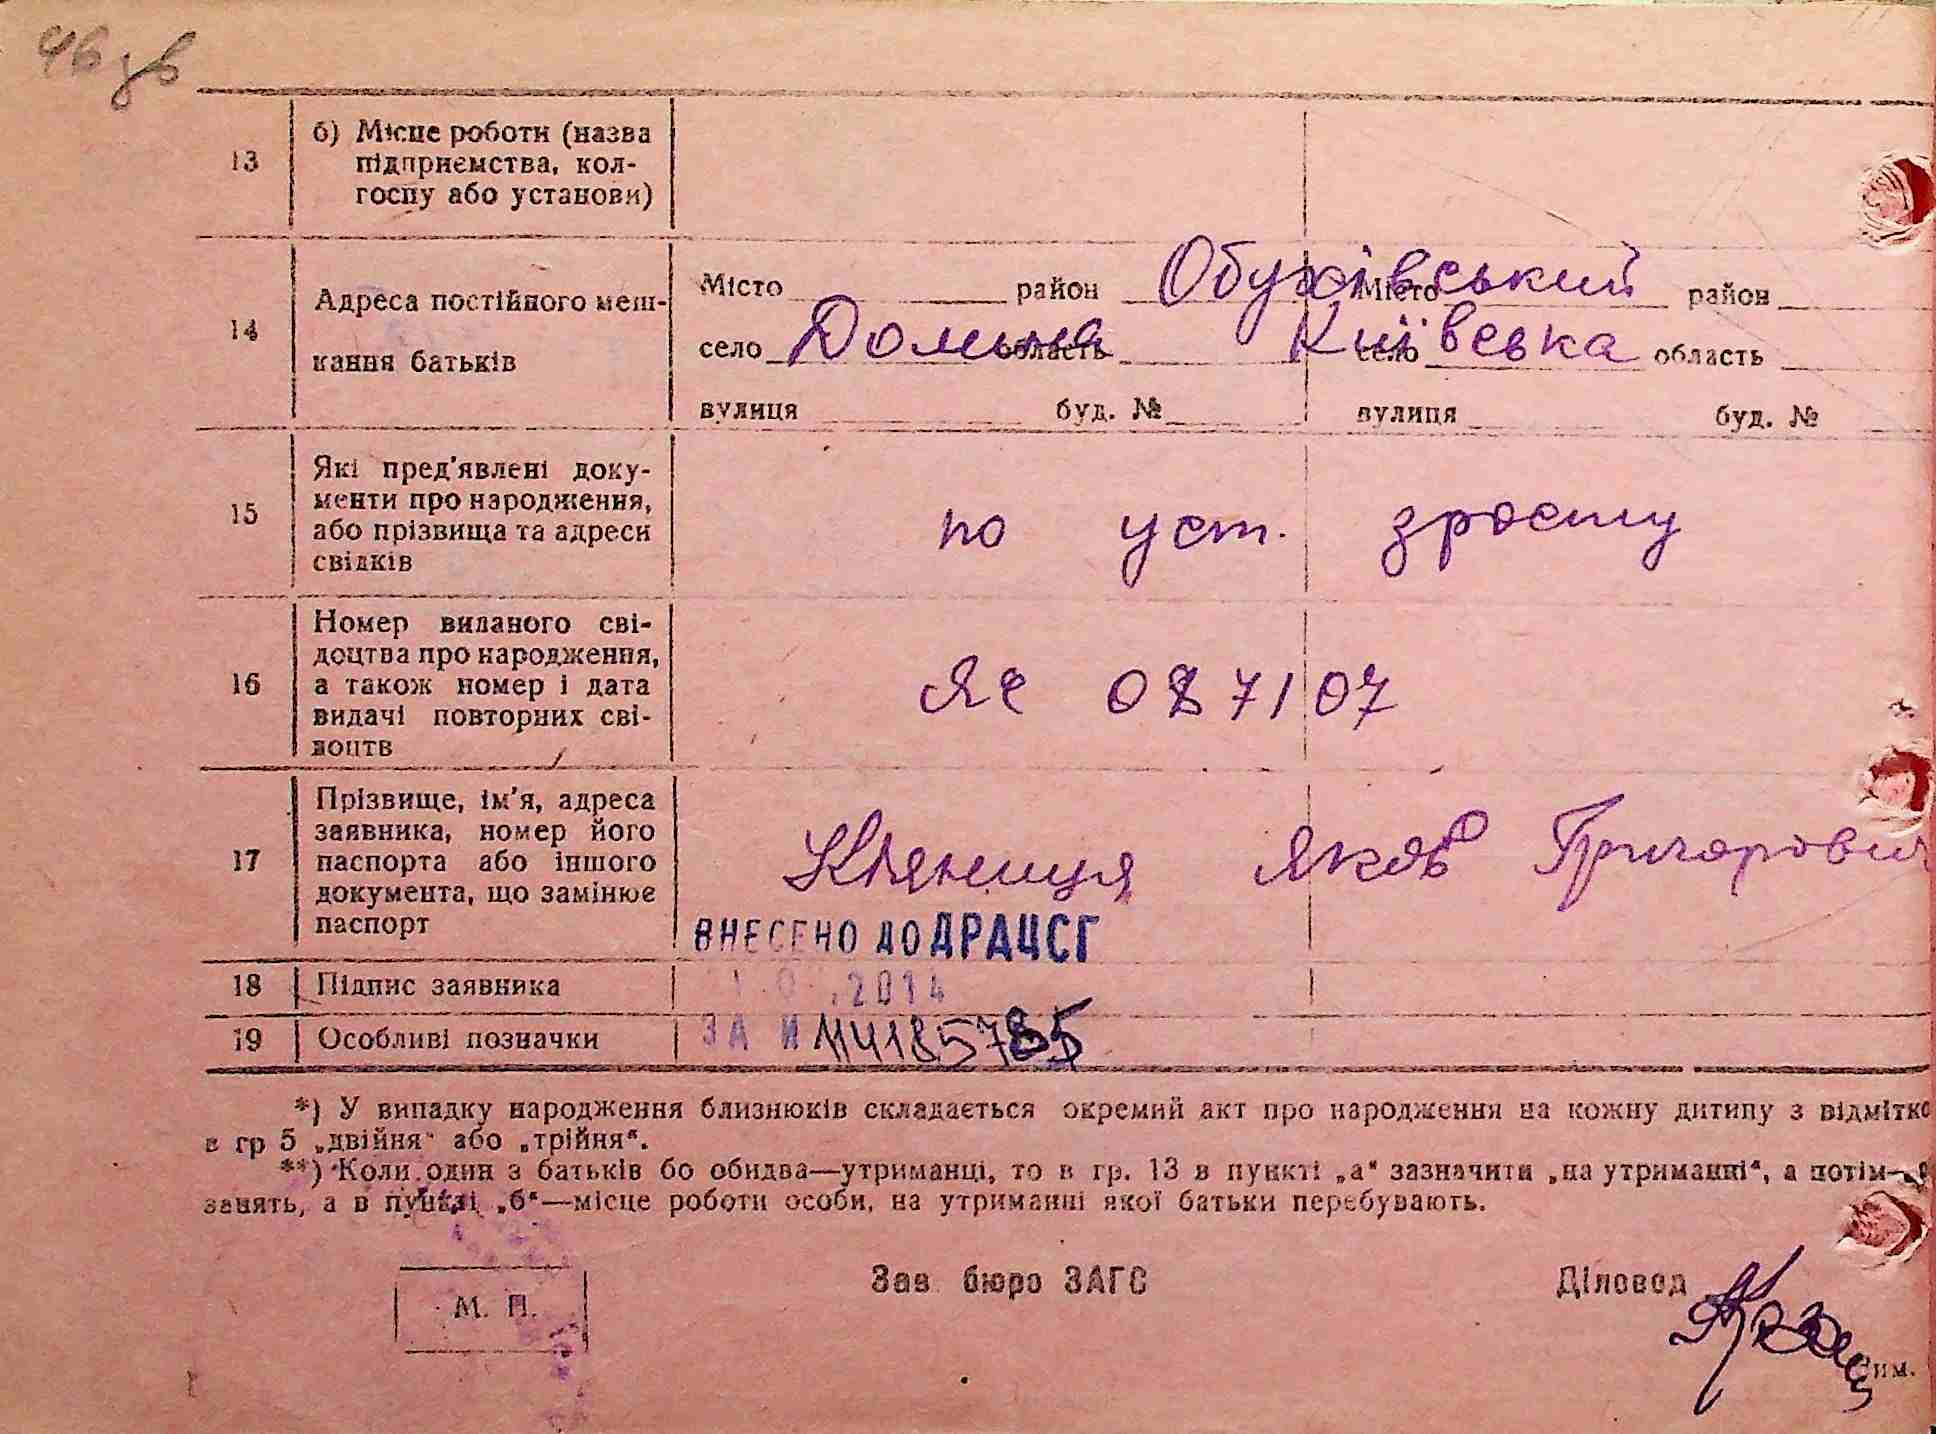 46 зв
13
б) Місце роботи (назва
підприємства, кол-
госпу або установи)
14
Адреса постійного меш-
кання батьків
Місто район Обухівський Місто район
село Долина область Київська село область
вулиця буд. № вулиця буд. №
15
Які пред'явлені доку-
менти про народження,
або прізвища та адреси
свідків
по уст. зросту
16
Номер виданого сві-
доцтва про народження,
а також номер і дата
видачі повторних сві-
доцтв
ЯЄ 087107
17
Прізвище, ім'я, адреса
заявника, номер його
паспорта або іншого
документа, що замінює
паспорт
Кияниця Яків Григорович
ВНЕСЕНО ДО ДРАЦСГ
18
Підпис заявника
.2014
19
Особливі позначки
ЗА №
*) У випадку народження близнюків складається окремий акт про народження на кожну дитину з відмітко
в гр 5 „двійня“ або „трійня“.
**) Коли один з батьків бо обидва—утриманці, то в гр. 13 в пункті „а“ зазначити „на утриманні“, а потім—
занять, а в пункті „б“—місце роботи особи, на утриманні якої батьки перебувають.
М. П.
Зав. бюро ЗАГС
Діловод